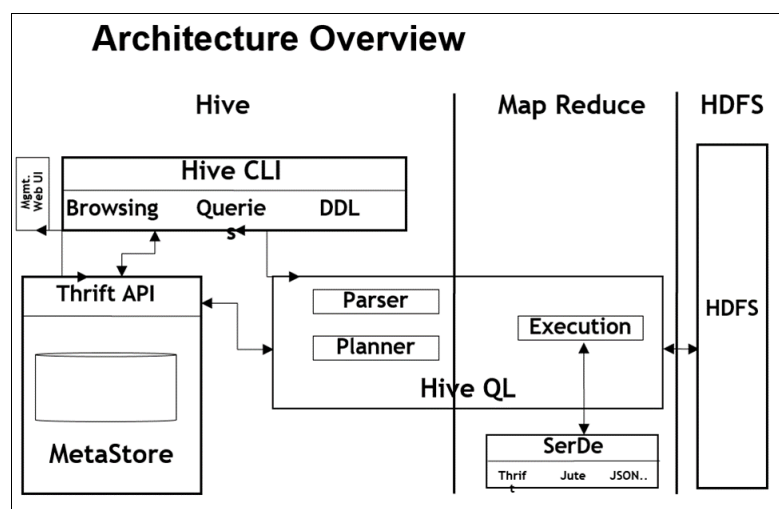 Architecture Overview
Hive
Map Reduce
HDFS
Mgmt.
Web UI
Hive CLI
Browsing
Querie
s
DDL
Thrift API
MetaStore
Parser
Planner
Execution
Hive QL
HDFS
SerDe
Thrif
t
Jute
JSON..